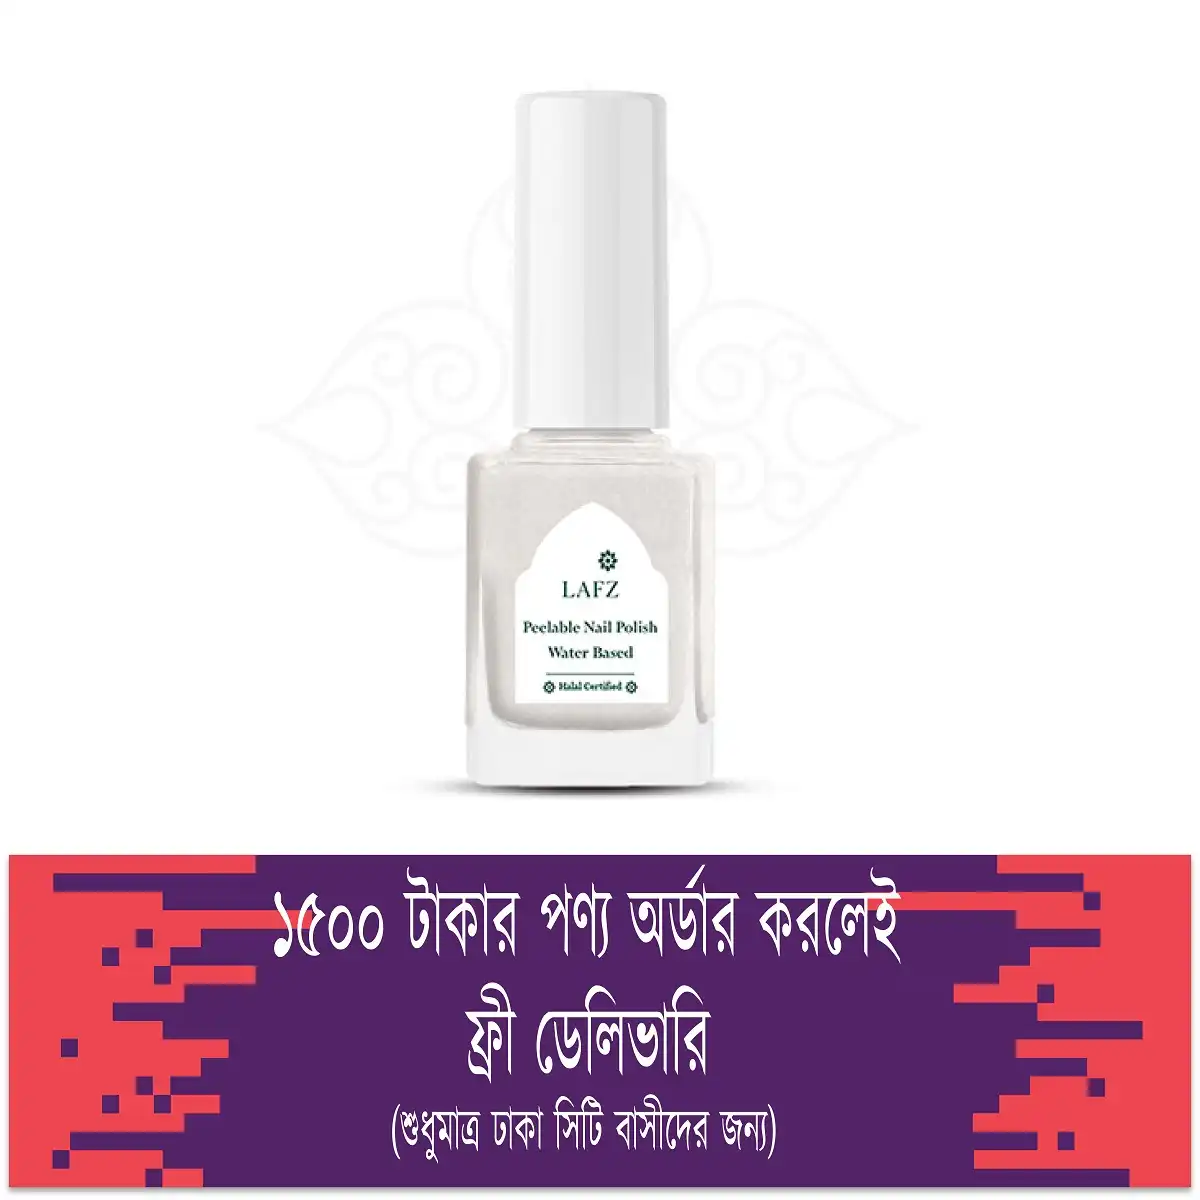 LAFZ
Peelable Nail Polish
Water Based
Halal Certified
১৫০০ টাকার পণ্য অর্ডার করলেই
ফ্রী ডেলিভারি
(শুধুমাত্র ঢাকা সিটি বাসীদের জন্য)